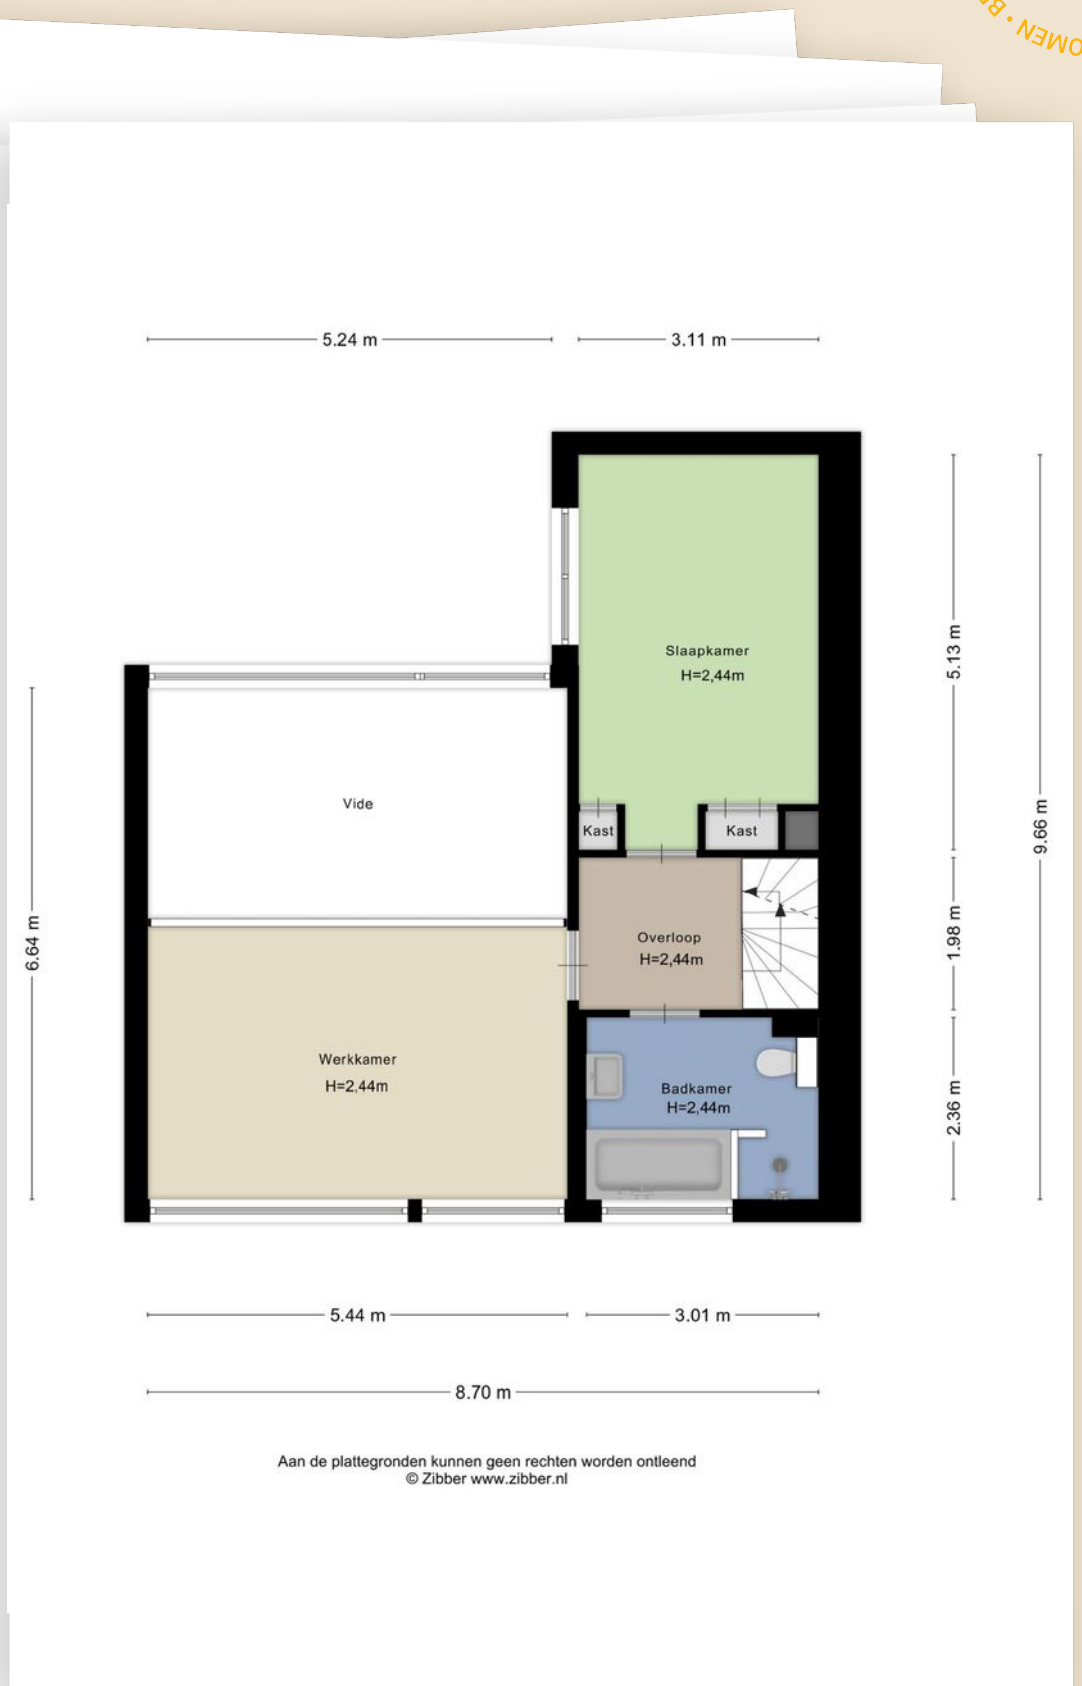 OMEN • B
5.24 m
3.11 m
Slaapkamer
H=2,44m
5.13 m
9.66 m
Vide
Kast
Kast
6.64 m
Overloop
H=2,44m
1.98 m
Werkkamer
H=2,44m
Badkamer
H=2,44m
2.36 m
5.44 m
3.01 m
8.70 m
Aan de plattegronden kunnen geen rechten worden ontleend
© Zibber www.zibber.nl